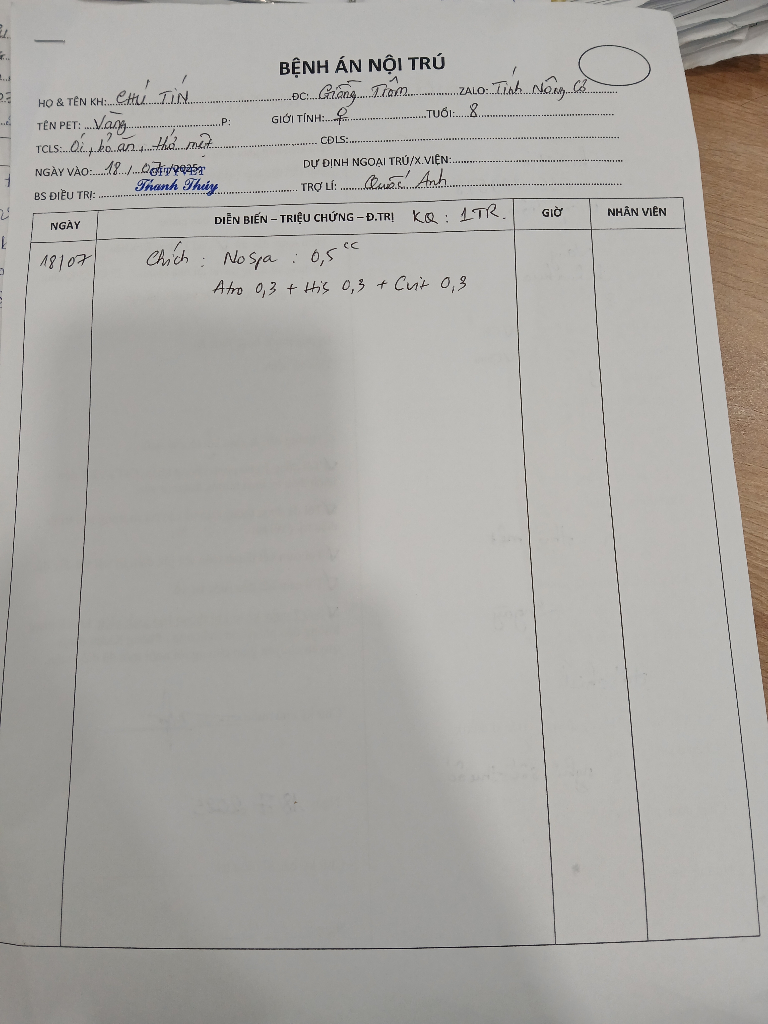 BỆNH ÁN NỘI TRÚ
HỌ & TÊN KH: CHÚ TÍN ĐC: Giồng Trôm ZALO: Tính Nông Cổ
TÊN PET: Vàng P: GIỚI TÍNH: ♀ TUỔI: 8
TCLS: Ói, bỏ ăn, thở mệt CĐLS:
NGÀY VÀO: 18 / 07 /2025 DỰ ĐỊNH NGOẠI TRÚ/X.VIỆN:
BS ĐIỀU TRỊ: Thanh Thúy TRỢ LÍ: Quốc Anh
NGÀY DIỄN BIẾN – TRIỆU CHỨNG – Đ.TRỊ KQ : 1TR. GIỜ NHÂN VIÊN
18/07 Chích : Nospa : 0,5 cc
Atro 0,3 + His 0,3 + Cvit 0,3